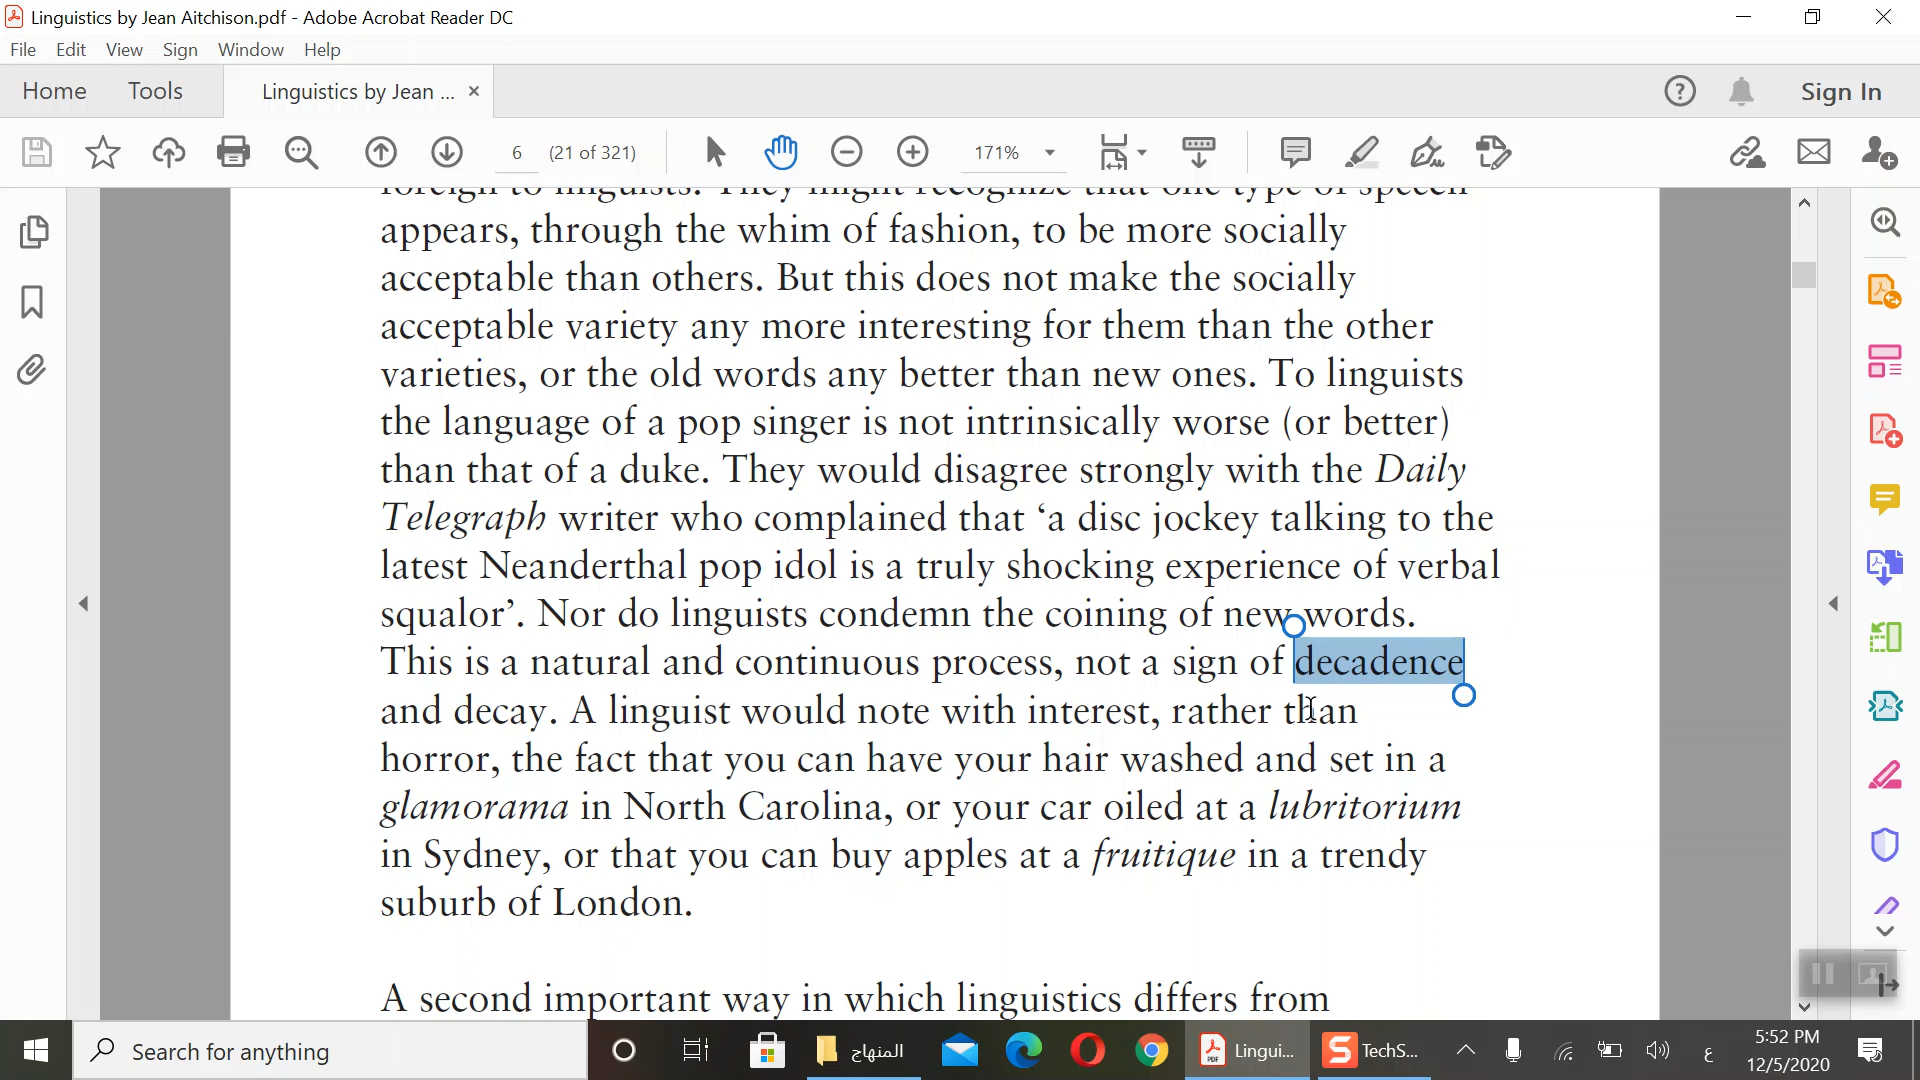 Linguistics by Jean Aitchison.pdf - Adobe Acrobat Reader DC
File Edit View Sign Window Help
Home Tools Linguistics by Jean ... × Sign In
6 (21 of 321) 171%
foreign to linguists. They might recognize that one type of speech
appears, through the whim of fashion, to be more socially
acceptable than others. But this does not make the socially
acceptable variety any more interesting for them than the other
varieties, or the old words any better than new ones. To linguists
the language of a pop singer is not intrinsically worse (or better)
than that of a duke. They would disagree strongly with the Daily
Telegraph writer who complained that ‘a disc jockey talking to the
latest Neanderthal pop idol is a truly shocking experience of verbal
squalor’. Nor do linguists condemn the coining of new words.
This is a natural and continuous process, not a sign of decadence
and decay. A linguist would note with interest, rather than
horror, the fact that you can have your hair washed and set in a
glamorama in North Carolina, or your car oiled at a lubritorium
in Sydney, or that you can buy apples at a fruitique in a trendy
suburb of London.
A second important way in which linguistics differs from
Search for anything المنهاج Lingui... TechS... ع 5:52 PM
12/5/2020